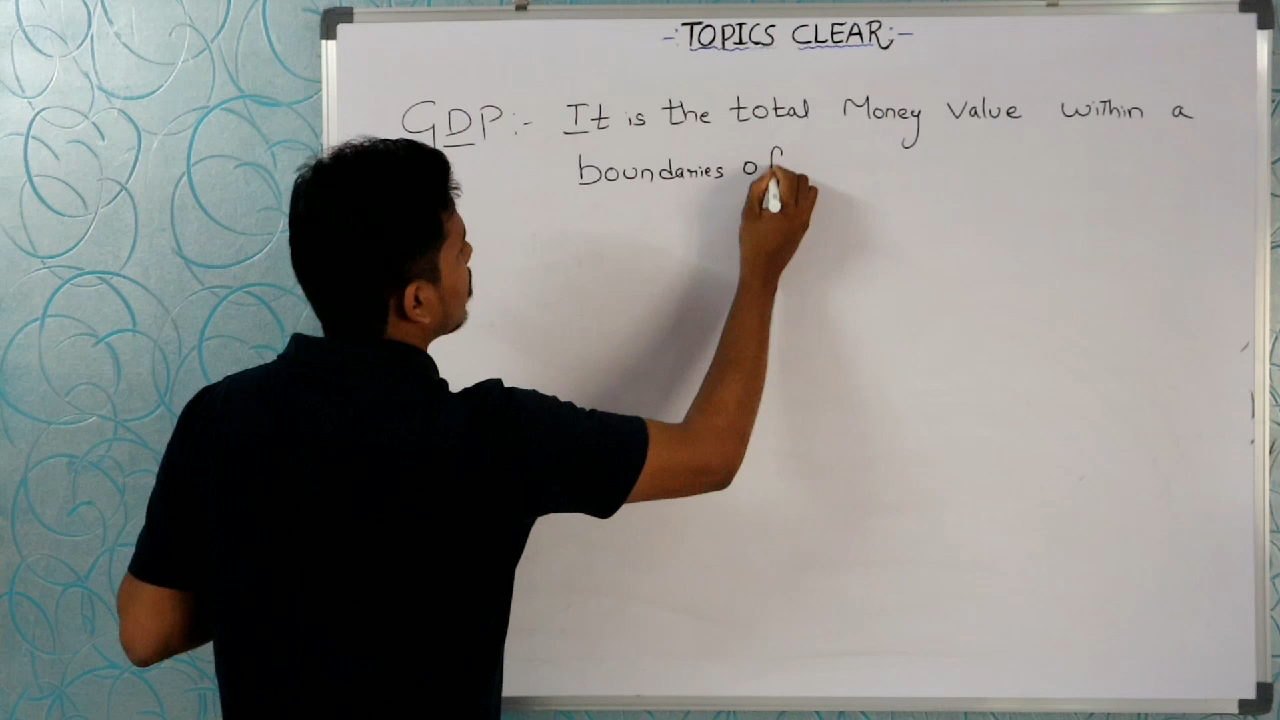 -:TOPICS CLEAR:-
GDP:- It is the total Money Value within a
boundaries of